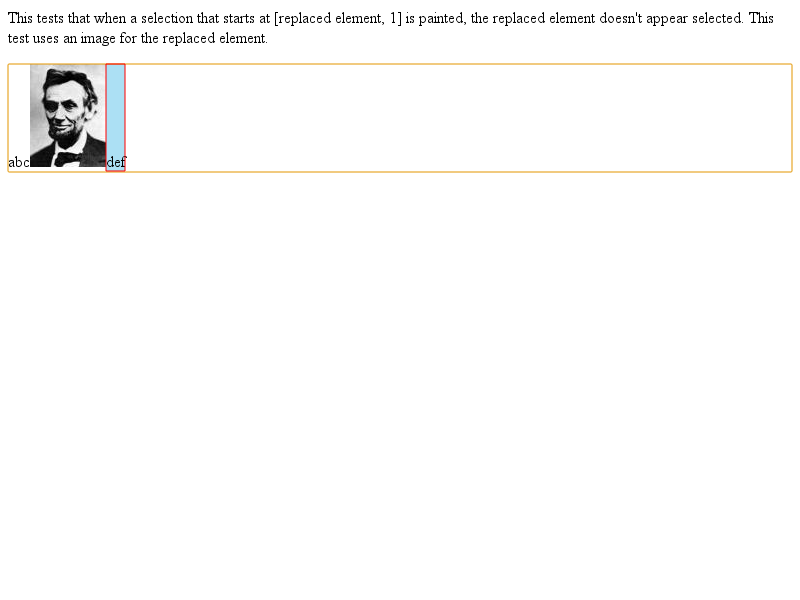 This tests that when a selection that starts at [replaced element, 1] is painted, the replaced element doesn't appear selected. This
test uses an image for the replaced element.
abc def